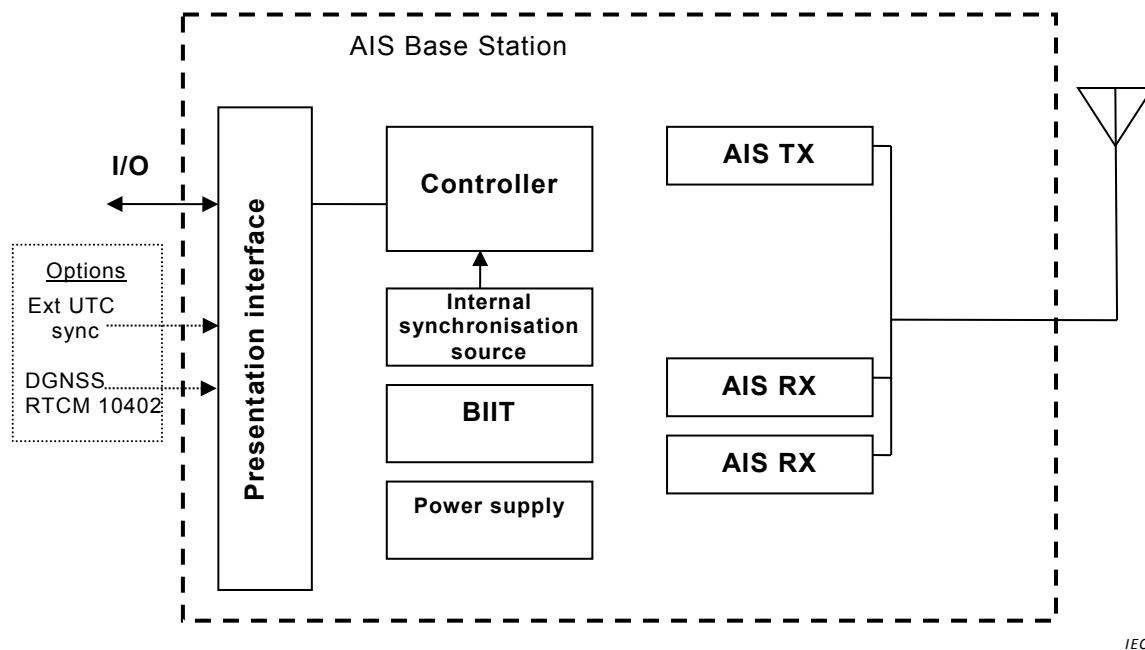 AIS Base Station
I/O
Options
Ext UTC
sync
DGNSS
RTCM 10402
Presentation interface
Controller
Internal
synchronisation
source
BIIT
Power supply
AIS TX
AIS RX
AIS RX
IEC